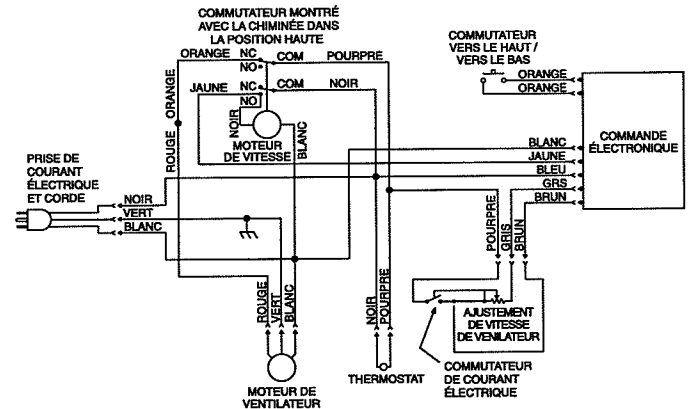 COMMUTATEUR MONTRÉ
AVEC LA CHIMINÉE DANS
LA POSITION HAUTE
ORANGE NC
COM
POURPRE
NO
JAUNE
NC
COM
NOIR
NO
ORANGE
ROUGE
NOIR
BLANC
MOTEUR
DE VITESSE
COMMUTATEUR
VERS LE HAUT /
VERS LE BAS
ORANGE
ORANGE
COMMANDE
ÉLECTRONIQUE
BLANC
JAUNE
BLEU
GRS
BRUN
PRISE DE
COURANT
ÉLECTRIQUE
ET CORDE
NOIR
VERT
BLANC
POURPRE
GRIS
BRUN
ROUGE
VERT
BLANC
NOIR
POURPRE
AJUSTEMENT
DE VITESSE
DE VENILATEUR
MOTEUR DE
VENTILATEUR
THERMOSTAT
COMMUTATEUR
DE COURANT
ÉLECTRIQUE